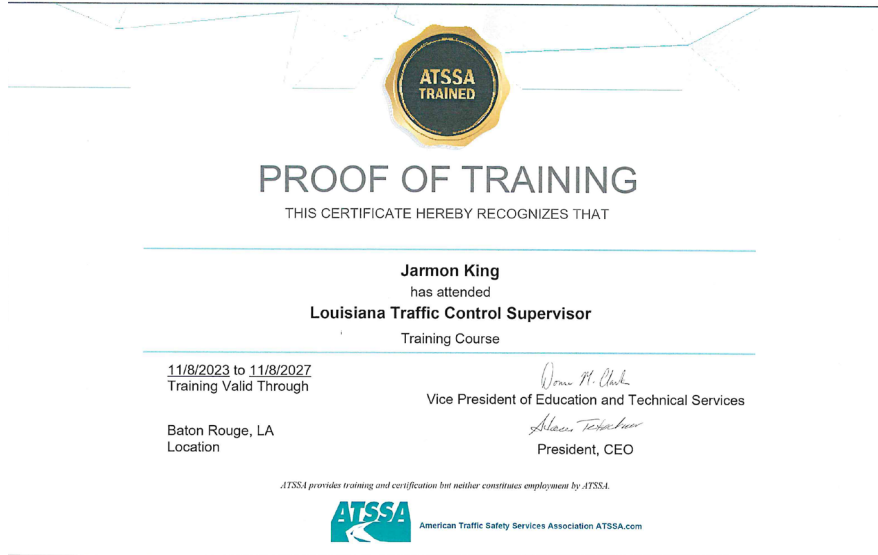 ATSSA
TRAINED
PROOF OF TRAINING
THIS CERTIFICATE HEREBY RECOGNIZES THAT
Jarmon King
has attended
Louisiana Traffic Control Supervisor
Training Course
11/8/2023 to 11/8/2027
Training Valid Through
Donna M. Clark
Vice President of Education and Technical Services
Baton Rouge, LA
Location
President, CEO
ATSSA provides training and certification but neither constitutes employment by ATSSA.
ATSSA
American Traffic Safety Services Association ATSSA.com